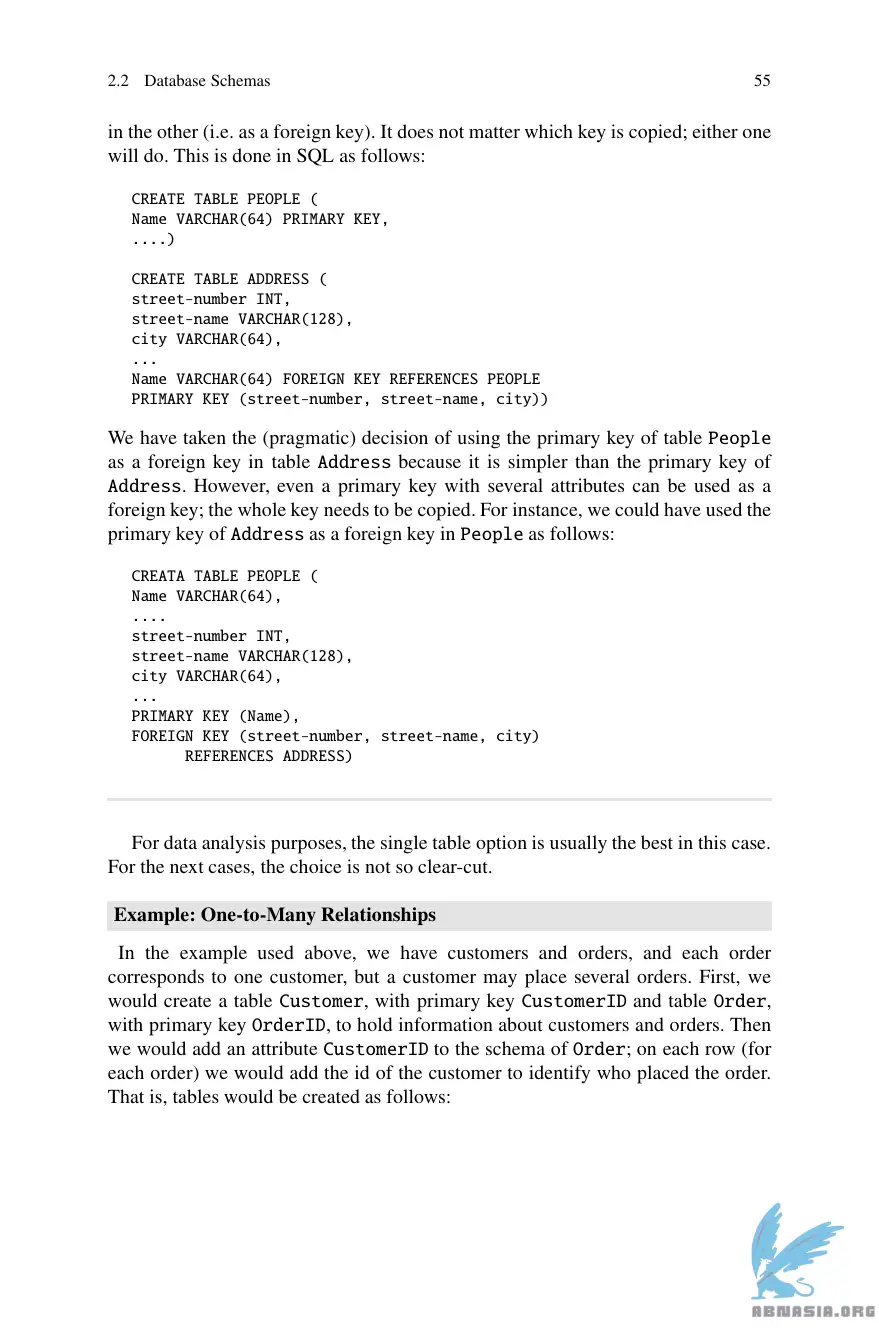 2.2 Database Schemas 55
in the other (i.e. as a foreign key). It does not matter which key is copied; either one
will do. This is done in SQL as follows:
CREATE TABLE PEOPLE (
Name VARCHAR(64) PRIMARY KEY,
....)
CREATE TABLE ADDRESS (
street-number INT,
street-name VARCHAR(128),
city VARCHAR(64),
...
Name VARCHAR(64) FOREIGN KEY REFERENCES PEOPLE
PRIMARY KEY (street-number, street-name, city))
We have taken the (pragmatic) decision of using the primary key of table People
as a foreign key in table Address because it is simpler than the primary key of
Address. However, even a primary key with several attributes can be used as a
foreign key; the whole key needs to be copied. For instance, we could have used the
primary key of Address as a foreign key in People as follows:
CREATA TABLE PEOPLE (
Name VARCHAR(64),
....
street-number INT,
street-name VARCHAR(128),
city VARCHAR(64),
...
PRIMARY KEY (Name),
FOREIGN KEY (street-number, street-name, city)
REFERENCES ADDRESS)
For data analysis purposes, the single table option is usually the best in this case.
For the next cases, the choice is not so clear-cut.
Example: One-to-Many Relationships
In the example used above, we have customers and orders, and each order
corresponds to one customer, but a customer may place several orders. First, we
would create a table Customer, with primary key CustomerID and table Order,
with primary key OrderID, to hold information about customers and orders. Then
we would add an attribute CustomerID to the schema of Order; on each row (for
each order) we would add the id of the customer to identify who placed the order.
That is, tables would be created as follows:
ABNASIA.ORG